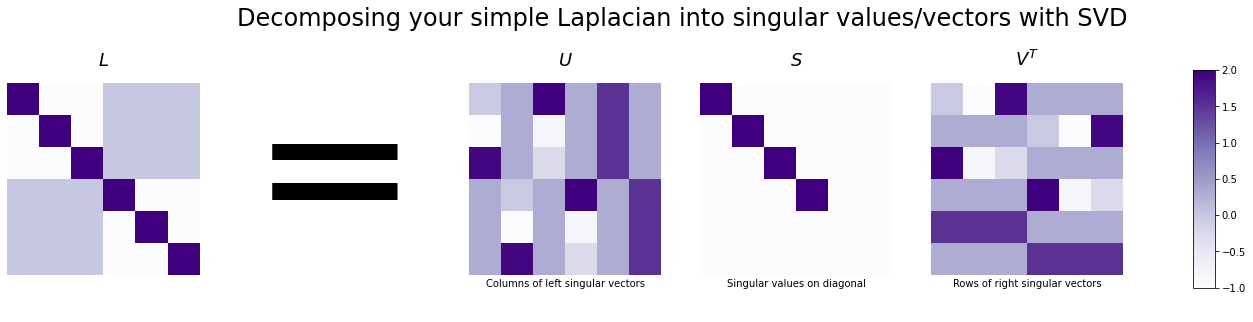 Decomposing your simple Laplacian into singular values/vectors with SVD
L
U
S
V^T
=
Columns of left singular vectors
Singular values on diagonal
Rows of right singular vectors
2.0
1.5
1.0
0.5
0.0
−0.5
−1.0